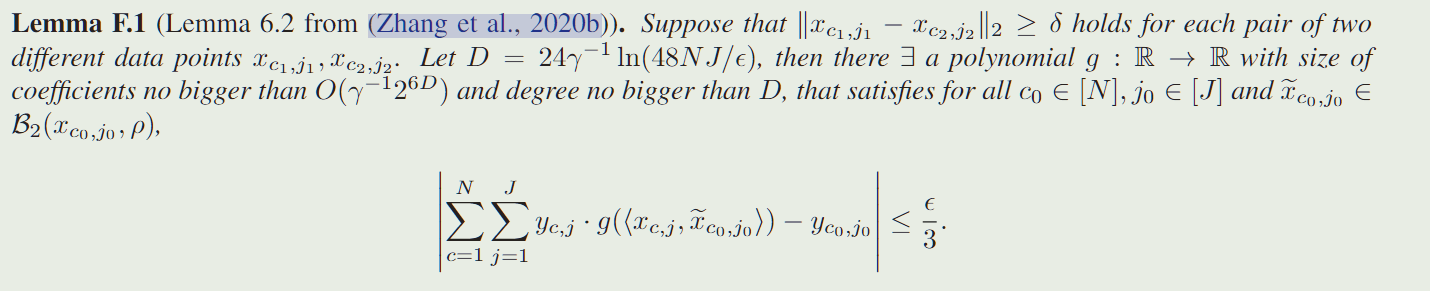 Lemma F.1 (Lemma 6.2 from (Zhang et al., 2020b)). Suppose that ∥x_{c_1,j_1} − x_{c_2,j_2}∥_2 ≥ δ holds for each pair of two
different data points x_{c_1,j_1}, x_{c_2,j_2}. Let D = 24γ^{−1} ln(48NJ/ϵ), then there ∃ a polynomial g : ℝ → ℝ with size of
coefficients no bigger than O(γ^{−1}2^{6D}) and degree no bigger than D, that satisfies for all c_0 ∈ [N], j_0 ∈ [J] and x̃_{c_0,j_0} ∈
ℬ_2(x_{c_0,j_0}, ρ),
|∑_{c=1}^{N} ∑_{j=1}^{J} y_{c,j} · g(⟨x_{c,j}, x̃_{c_0,j_0}⟩) − y_{c_0,j_0}| ≤ ϵ/3.